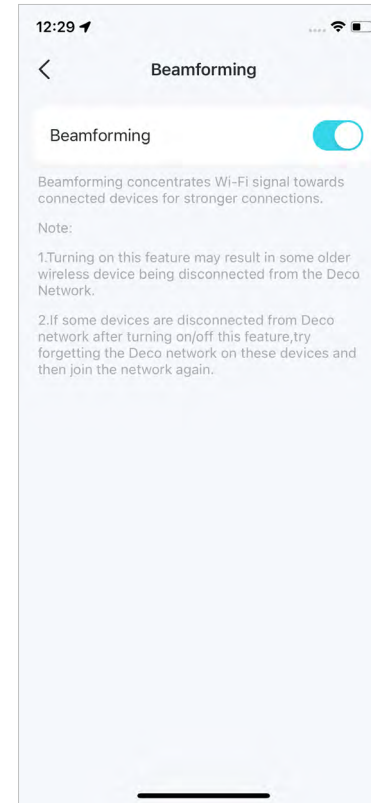 12:29
Beamforming
Beamforming
Beamforming concentrates Wi-Fi signal towards
connected devices for stronger connections.
Note:
1.Turning on this feature may result in some older
wireless device being disconnected from the Deco
Network.
2.If some devices are disconnected from Deco
network after turning on/off this feature,try
forgetting the Deco network on these devices and
then join the network again.